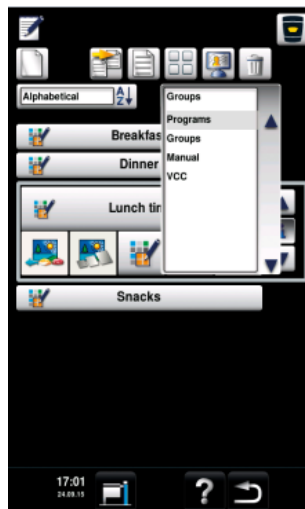 Alphabetical
A
Z
Groups
Programs
Groups
Manual
VCC
Breakfas
Dinner
Lunch tin
Snacks
17:01
24.09.15
?